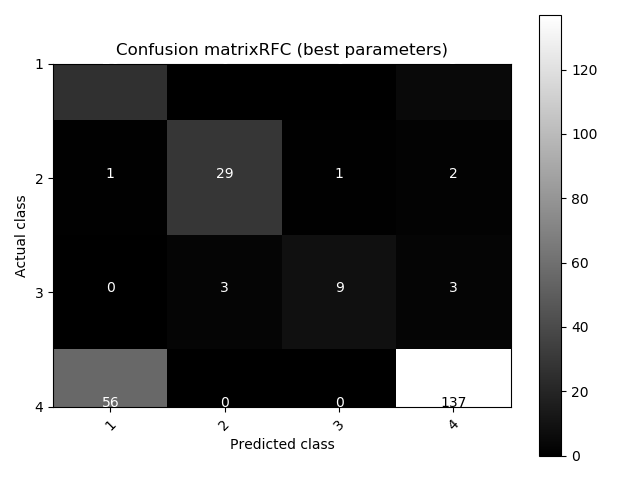 Confusion matrixRFC (best parameters)
1
2
3
4
Actual class
1 29 1 2
0 3 9 3
56 0 0 137
1 2 3 4
Predicted class
120
100
80
60
40
20
0